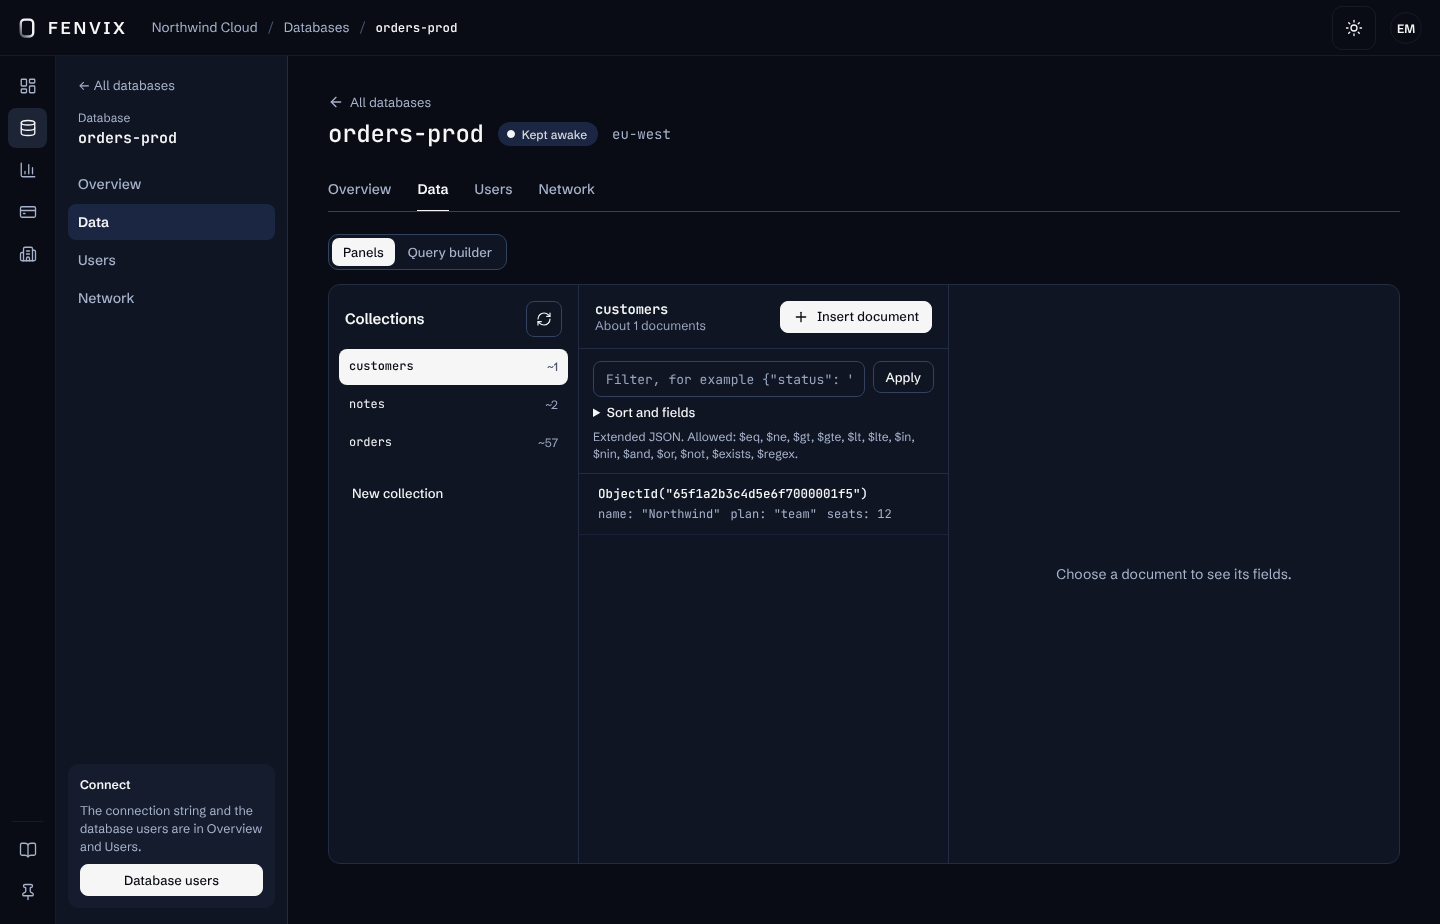 FENVIX
Northwind Cloud / Databases / orders-prod
EM
← All databases
Database
orders-prod
Overview
Data
Users
Network
Connect
The connection string and the
database users are in Overview
and Users.
Database users
← All databases
orders-prod
Kept awake
eu-west
Overview
Data
Users
Network
Panels
Query builder
Collections
customers ~1
notes ~2
orders ~57
New collection
customers
About 1 documents
+ Insert document
Filter, for example {"status": '
Apply
Sort and fields
Extended JSON. Allowed: $eq, $ne, $gt, $gte, $lt, $lte, $in,
$nin, $and, $or, $not, $exists, $regex.
ObjectId("65f1a2b3c4d5e6f7000001f5")
name: "Northwind" plan: "team" seats: 12
Choose a document to see its fields.